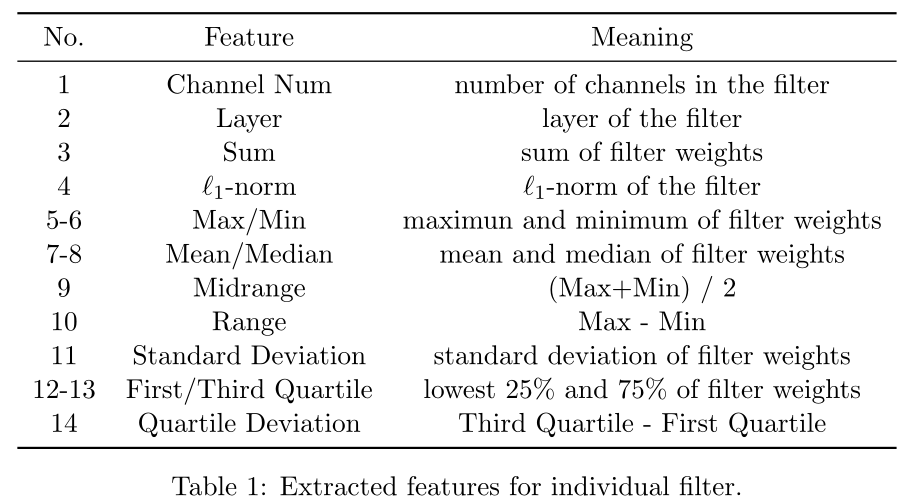 No. Feature Meaning
1 Channel Num number of channels in the filter
2 Layer layer of the filter
3 Sum sum of filter weights
4 ℓ₁-norm ℓ₁-norm of the filter
5-6 Max/Min maximun and minimum of filter weights
7-8 Mean/Median mean and median of filter weights
9 Midrange (Max+Min) / 2
10 Range Max - Min
11 Standard Deviation standard deviation of filter weights
12-13 First/Third Quartile lowest 25% and 75% of filter weights
14 Quartile Deviation Third Quartile - First Quartile
Table 1: Extracted features for individual filter.